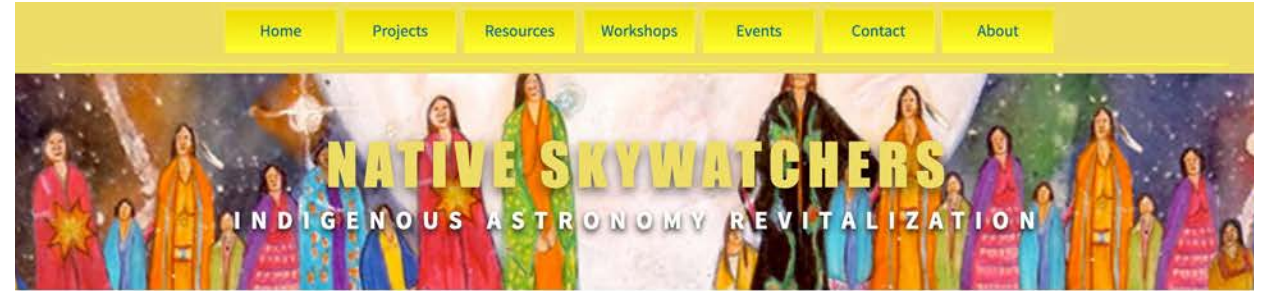 Home Projects Resources Workshops Events Contact About
NATIVE SKYWATCHERS
INDIGENOUS ASTRONOMY REVITALIZATION